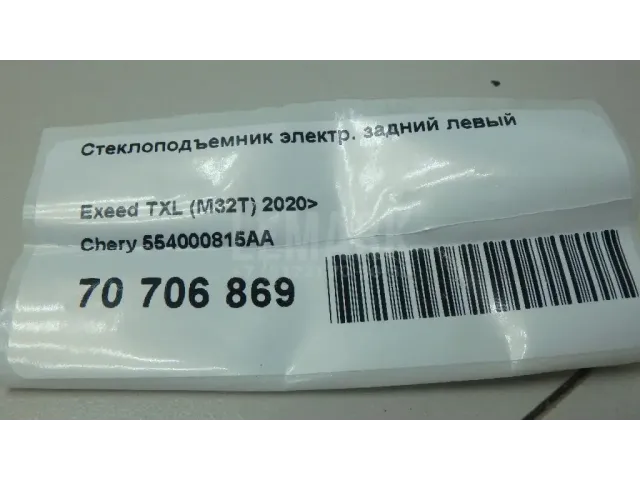 Стеклоподъемник электр. задний левый
Exeed TXL (M32T) 2020>
Chery 554000815AA
70 706 869